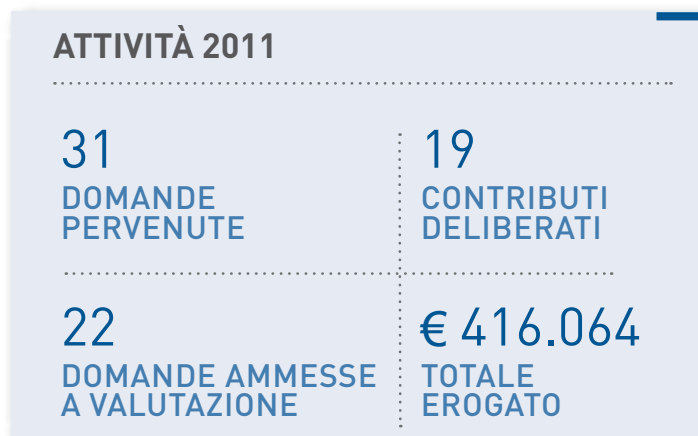 ATTIVITÀ 2011
31
DOMANDE
PERVENUTE
19
CONTRIBUTI
DELIBERATI
22
DOMANDE AMMESSE
A VALUTAZIONE
€ 416.064
TOTALE
EROGATO